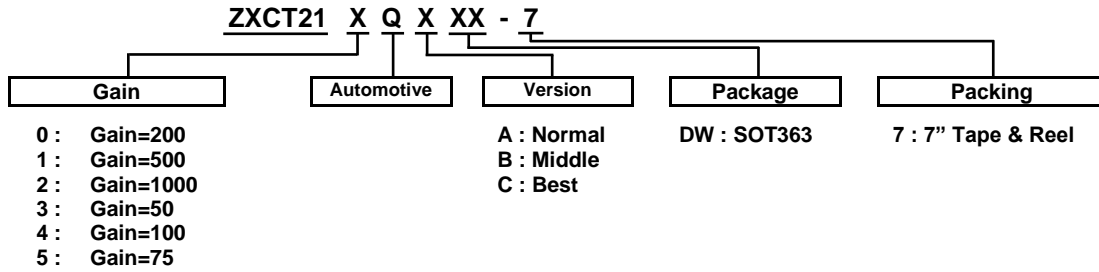 ZXCT21 X Q X XX - 7
Gain Automotive Version Package Packing
0 : Gain=200 A : Normal DW : SOT363 7 : 7” Tape & Reel
1 : Gain=500 B : Middle
2 : Gain=1000 C : Best
3 : Gain=50
4 : Gain=100
5 : Gain=75